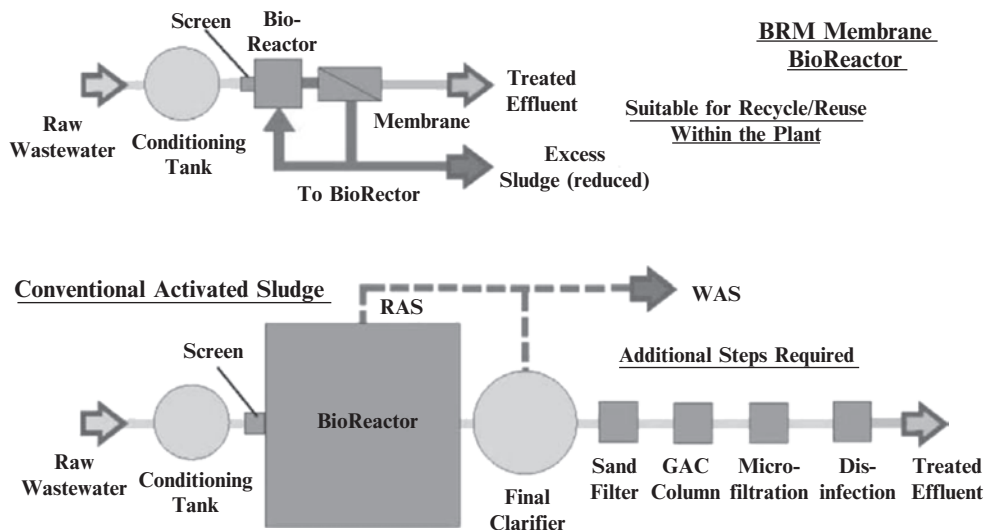 Screen
Bio-
Reactor
BRM Membrane
BioReactor
Raw
Wastewater
Conditioning
Tank
Membrane
Treated
Effluent
Suitable for Recycle/Reuse
Within the Plant
To BioRector
Excess
Sludge (reduced)
Conventional Activated Sludge
RAS
WAS
Screen
Additional Steps Required
BioReactor
Raw
Wastewater
Conditioning
Tank
Final
Clarifier
Sand
Filter
GAC
Column
Micro-
filtration
Dis-
infection
Treated
Effluent